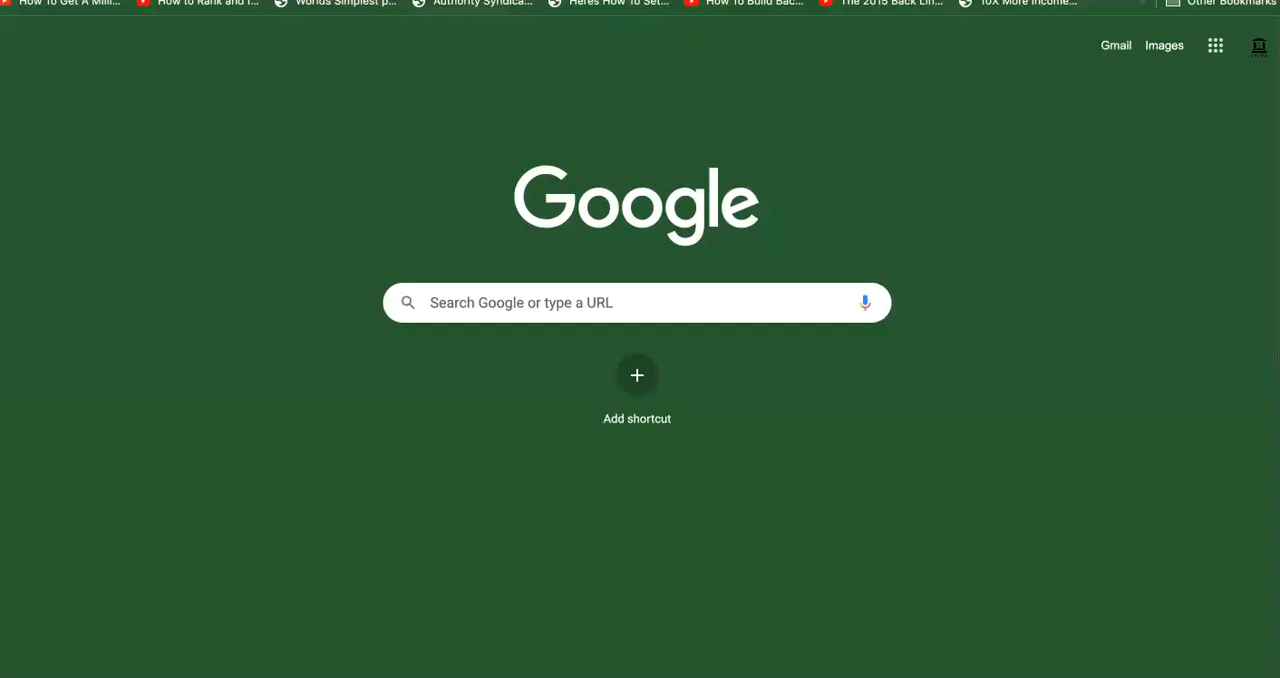 How To Get A Milli... How to Rank and I... Worlds Simplest p... Authority Syndica... Heres How To Set... How To Build Bac... The 2015 Back Lin... 10X More Income... Other Bookmarks
Gmail Images
Google
Search Google or type a URL
Add shortcut